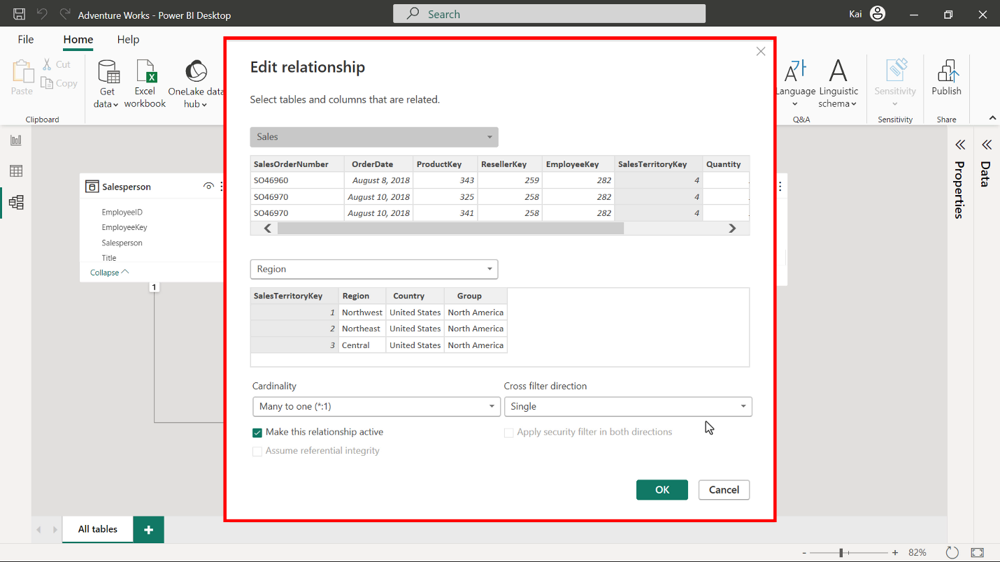 Adventure Works - Power BI Desktop
Search
Kai
File Home Help
Paste
Cut
Copy
Clipboard
Get data
Excel workbook
OneLake data hub
Language
Linguistic schema
Q&A
Sensitivity
Sensitivity
Publish
Share
Salesperson
EmployeeID
EmployeeKey
Salesperson
Title
Collapse
1
Edit relationship
Select tables and columns that are related.
Sales
SalesOrderNumber OrderDate ProductKey ResellerKey EmployeeKey SalesTerritoryKey Quantity
SO46960 August 8, 2018 343 259 282 4
SO46970 August 10, 2018 325 258 282 4
SO46970 August 10, 2018 341 258 282 4
Region
SalesTerritoryKey Region Country Group
1 Northwest United States North America
2 Northeast United States North America
3 Central United States North America
Cardinality Cross filter direction
Many to one (*:1) Single
Make this relationship active Apply security filter in both directions
Assume referential integrity
OK Cancel
Properties
Data
All tables +
- + 82%